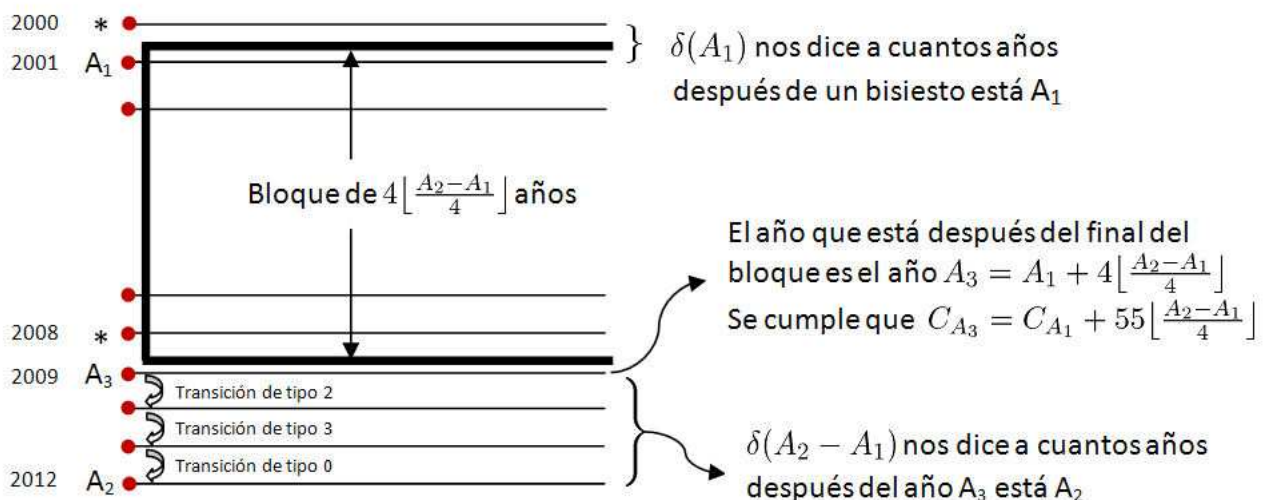 2000 *
2001 A₁
} δ(A₁) nos dice a cuantos años
después de un bisiesto está A₁
Bloque de 4⌊(A₂−A₁)/4⌋ años
El año que está después del final del
bloque es el año A₃ = A₁ + 4⌊(A₂−A₁)/4⌋
Se cumple que C_{A₃} = C_{A₁} + 55⌊(A₂−A₁)/4⌋
2008 *
2009 A₃
Transición de tipo 2
Transición de tipo 3
Transición de tipo 0
2012 A₂
δ(A₂ − A₁) nos dice a cuantos años
después del año A₃ está A₂